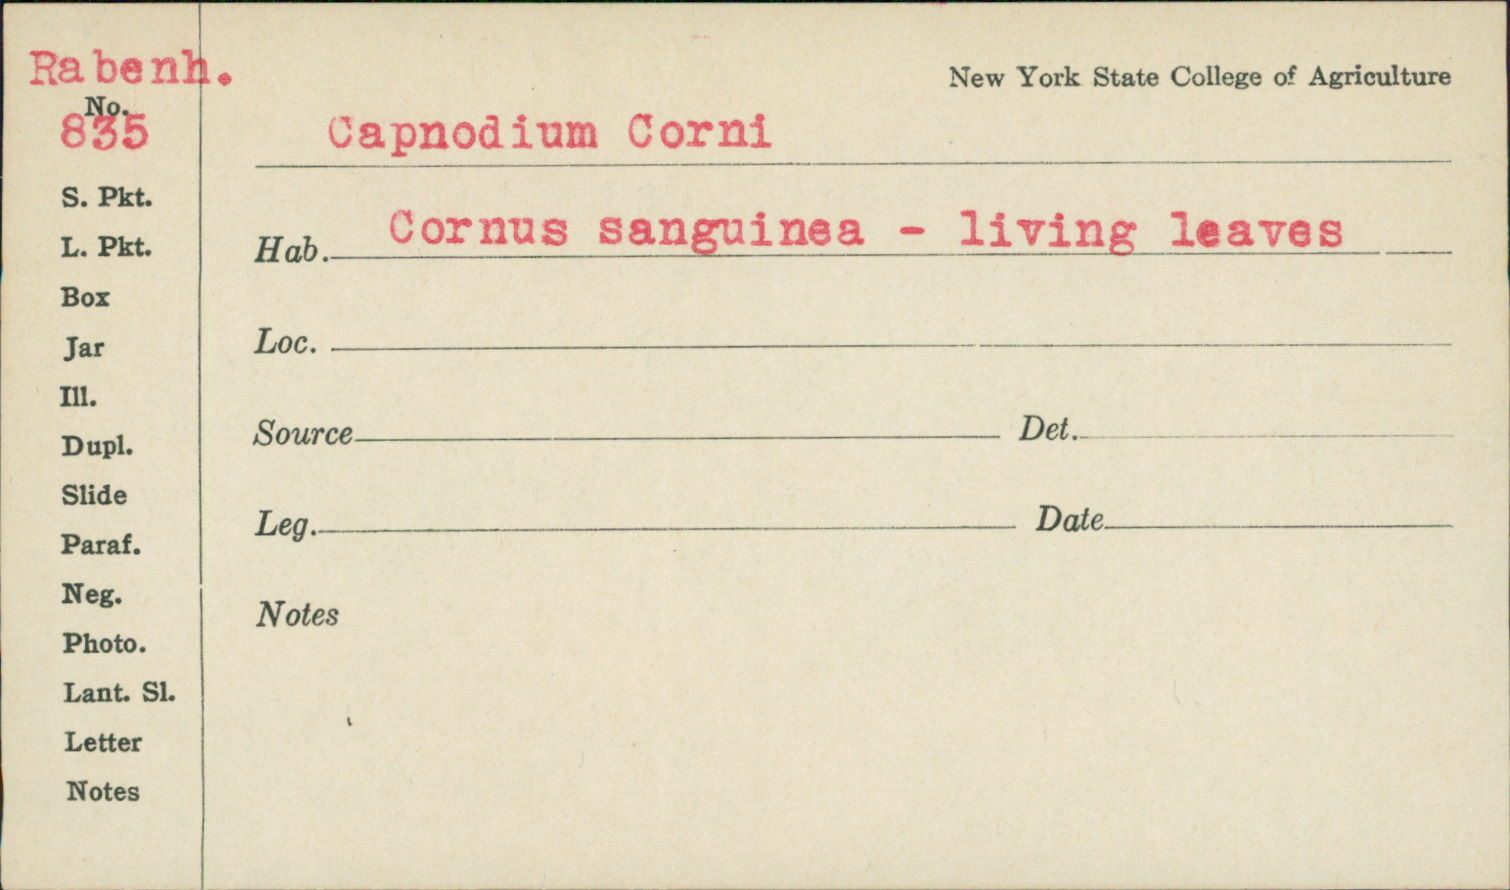 Rabenh.
New York State College of Agriculture
No.
835
Capnodium Corni
S. Pkt.
Hab. Cornus sanguinea - living leaves
L. Pkt.
Box
Loc.
Jar
Ill.
Source Det.
Dupl.
Slide
Leg. Date
Paraf.
Neg.
Notes
Photo.
Lant. Sl.
Letter
Notes